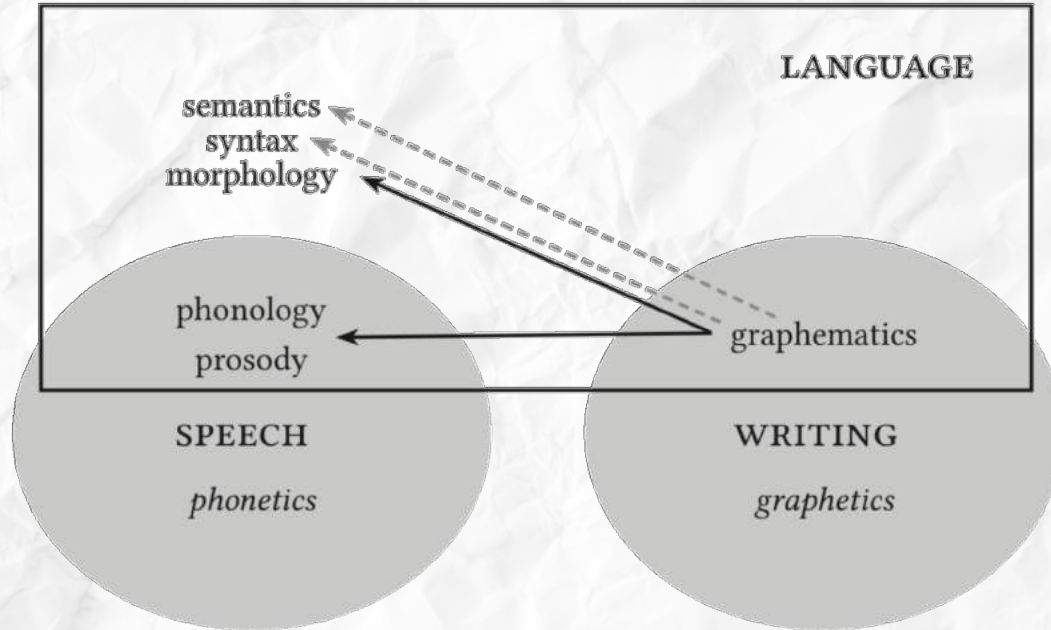 LANGUAGE
semantics
syntax
morphology
phonology
prosody
graphematics
SPEECH
WRITING
phonetics
graphetics